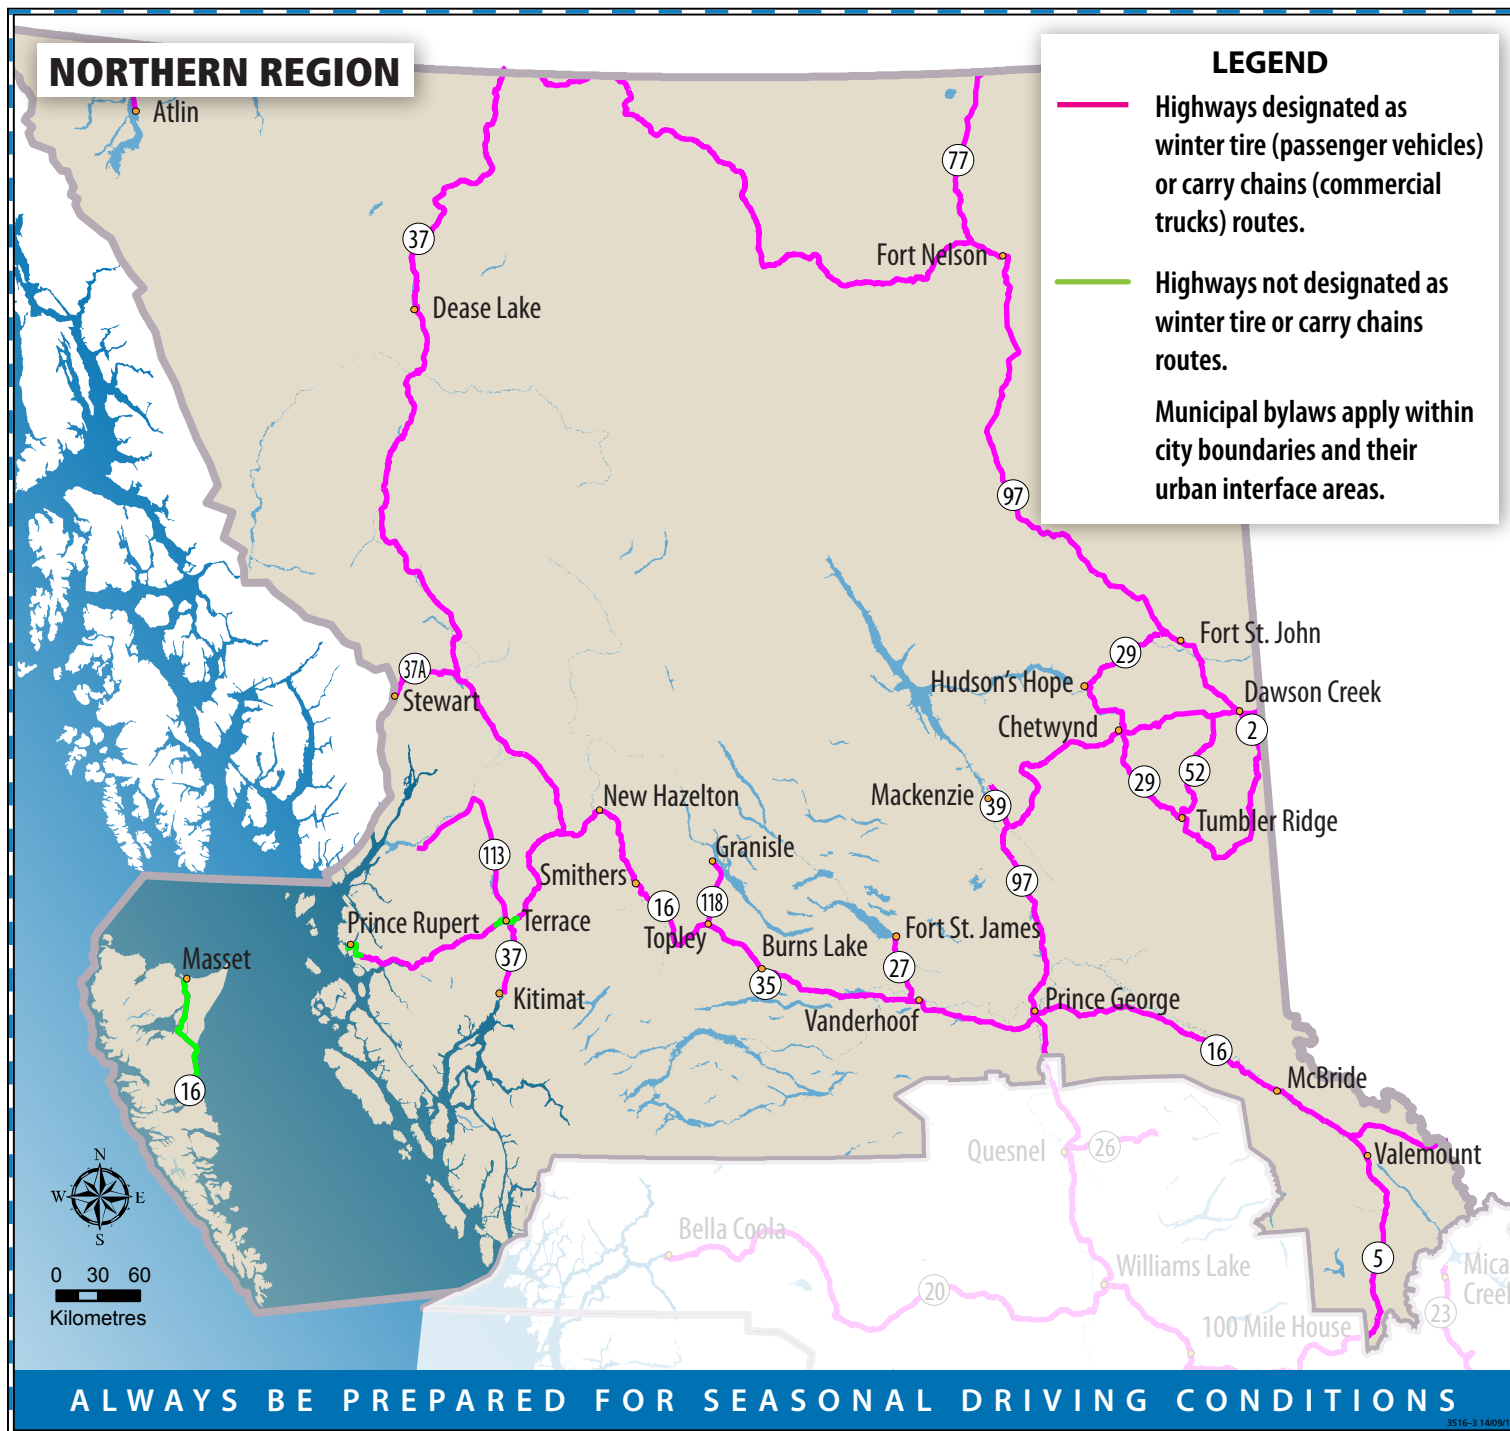 NORTHERN REGION
LEGEND
Highways designated as
winter tire (passenger vehicles)
or carry chains (commercial
trucks) routes.
Highways not designated as
winter tire or carry chains
routes.
Municipal bylaws apply within
city boundaries and their
urban interface areas.
Atlin
77
37
Fort Nelson
Dease Lake
97
Fort St. John
29
37A
Hudson's Hope
Stewart
Dawson Creek
Chetwynd
2
52
29
New Hazelton
Mackenzie
39
Tumbler Ridge
113
Granisle
Smithers
97
16
118
Prince Rupert
Terrace
Topley
Fort St. James
Burns Lake
37
Masset
27
35
Kitimat
Vanderhoof
Prince George
16
16
McBride
Quesnel
26
Valemount
N
W
E
S
Bella Coola
5
Williams Lake
Mica
Creek
0 30 60
Kilometres
20
23
100 Mile House
ALWAYS BE PREPARED FOR SEASONAL DRIVING CONDITIONS